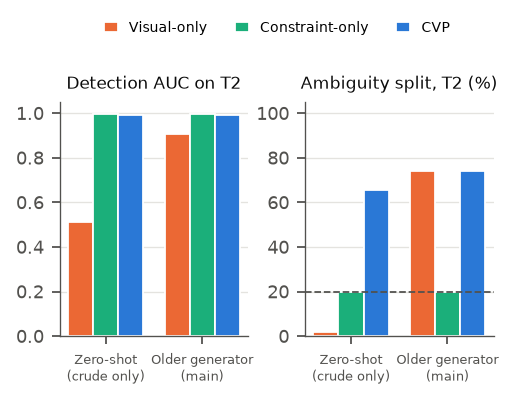 Visual-only Constraint-only CVP
Detection AUC on T2
1.0
0.8
0.6
0.4
0.2
0.0
Zero-shot
(crude only)
Older generator
(main)
Ambiguity split, T2 (%)
100
80
60
40
20
0
Zero-shot
(crude only)
Older generator
(main)